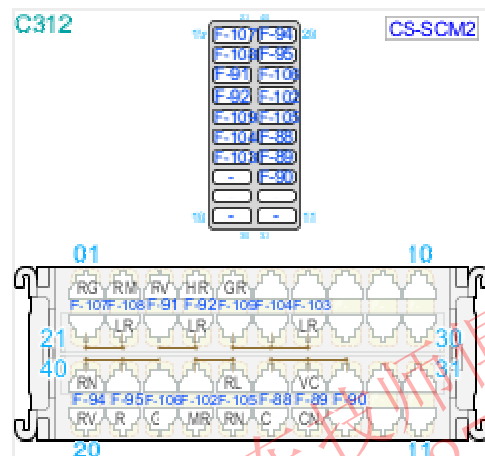 C312
CS-SCM2
F-107 F-94
F-108 F-95
F-91 F-106
F-92 F-102
F-109 F-105
F-104 F-88
F-103 F-89
- F-90
- -
01 10
RG RM RV HR GR
F-107 F-108 F-91 F-92 F-109 F-104 F-103
LR LR LR
21 30
40 31
RN RL VC
F-94 F-95 F-106 F-102 F-105 F-88 F-89 F-90
RV R G MR RN C CN
20 11